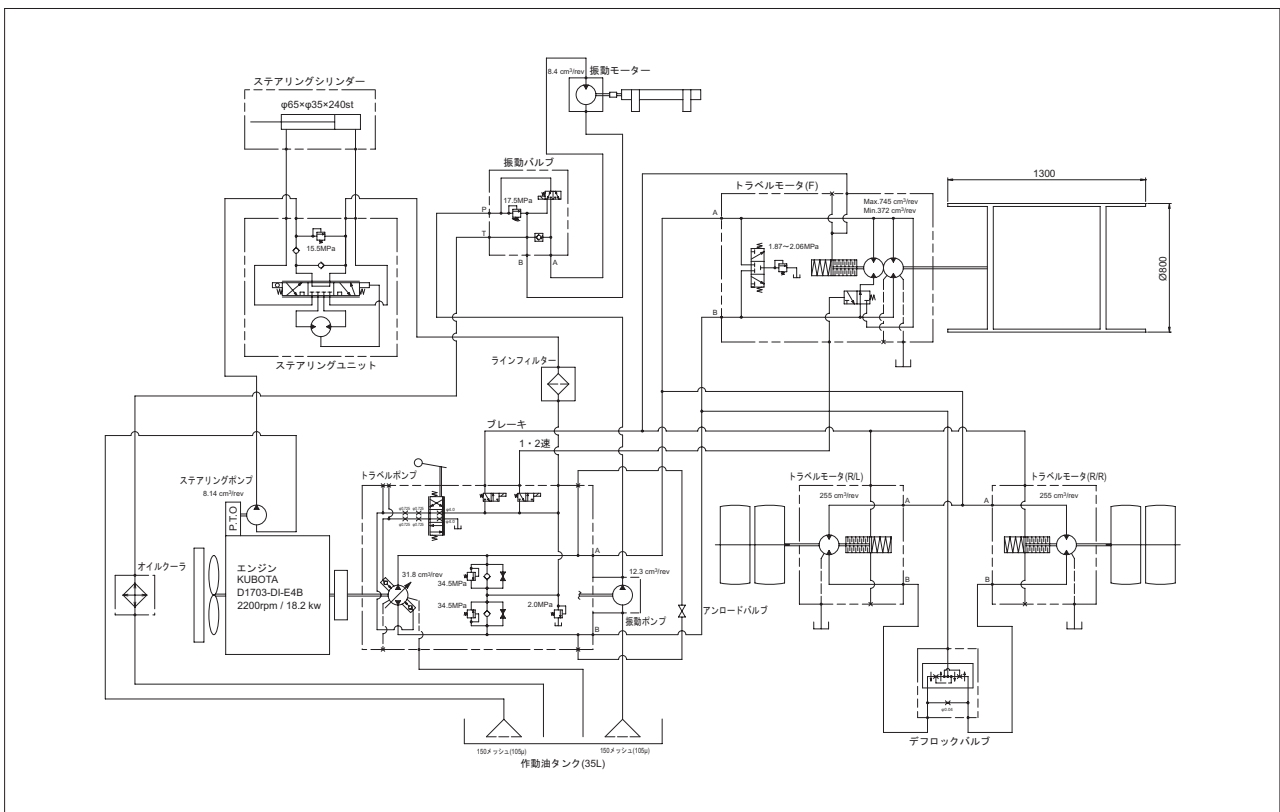 ステアリングシリンダー
φ65×φ35×240st
8.4 cm³/rev
振動モーター
振動バルブ
17.5MPa
P
T
B
A
トラベルモータ(F)
Max.745 cm³/rev
Min.372 cm³/rev
A
1.87～2.06MPa
B
1300
Ø800
15.5MPa
ステアリングユニット
ラインフィルター
ブレーキ
1・2速
ステアリングポンプ
8.14 cm³/rev
P.T.O
トラベルポンプ
オイルクーラ
エンジン
KUBOTA
D1703-DI-E4B
2200rpm / 18.2 kw
31.8 cm³/rev
34.5MPa
34.5MPa
2.0MPa
A
B
12.3 cm³/rev
振動ポンプ
アンロードバルブ
トラベルモータ(R/L)
255 cm³/rev
A
B
トラベルモータ(R/R)
255 cm³/rev
A
B
デフロックバルブ
150メッシュ(105μ)
150メッシュ(105μ)
作動油タンク(35L)